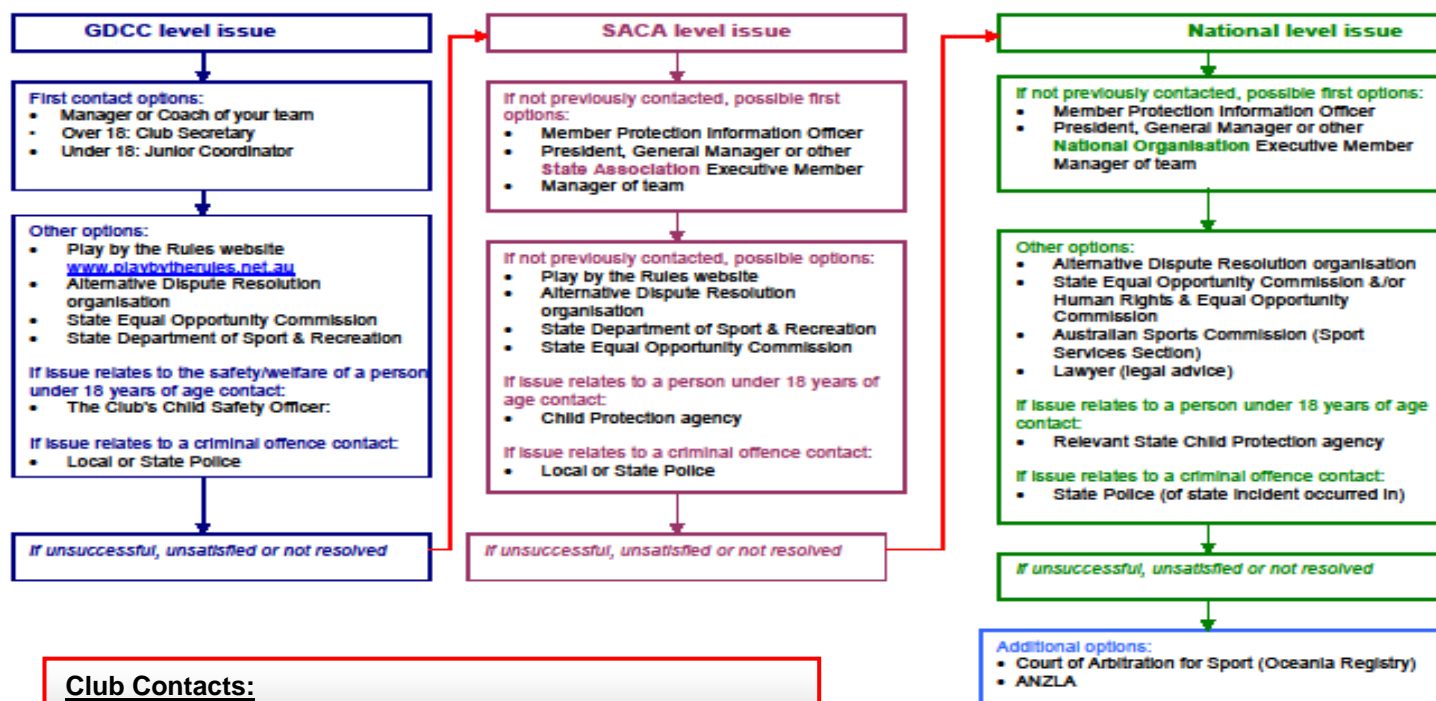 GDCC level issue
First contact options:
• Manager or Coach of your team
• Over 18: Club Secretary
• Under 18: Junior Coordinator
Other options:
• Play by the Rules website
www.playbytherules.net.au
• Alternative Dispute Resolution
organisation
• State Equal Opportunity Commission
• State Department of Sport & Recreation
If issue relates to the safety/welfare of a person
under 18 years of age contact:
• The Club's Child Safety Officer:
If issue relates to a criminal offence contact:
• Local or State Police
If unsuccessful, unsatisfied or not resolved
SACA level issue
If not previously contacted, possible first
options:
• Member Protection Information Officer
• President, General Manager or other
State Association Executive Member
• Manager of team
If not previously contacted, possible options:
• Play by the Rules website
• Alternative Dispute Resolution
organisation
• State Department of Sport & Recreation
• State Equal Opportunity Commission
If issue relates to a person under 18 years of
age contact:
• Child Protection agency
If issue relates to a criminal offence contact:
• Local or State Police
If unsuccessful, unsatisfied or not resolved
National level issue
If not previously contacted, possible first options:
• Member Protection Information Officer
• President, General Manager or other
National Organisation Executive Member
Manager of team
Other options:
• Alternative Dispute Resolution organisation
• State Equal Opportunity Commission &/or
Human Rights & Equal Opportunity
Commission
• Australian Sports Commission (Sport
Services Section)
• Lawyer (legal advice)
If issue relates to a person under 18 years of age
contact:
• Relevant State Child Protection agency
If issue relates to a criminal offence contact:
• State Police (of state incident occurred in)
If unsuccessful, unsatisfied or not resolved
Additional options:
• Court of Arbitration for Sport (Oceania Registry)
• ANZLA
Club Contacts: